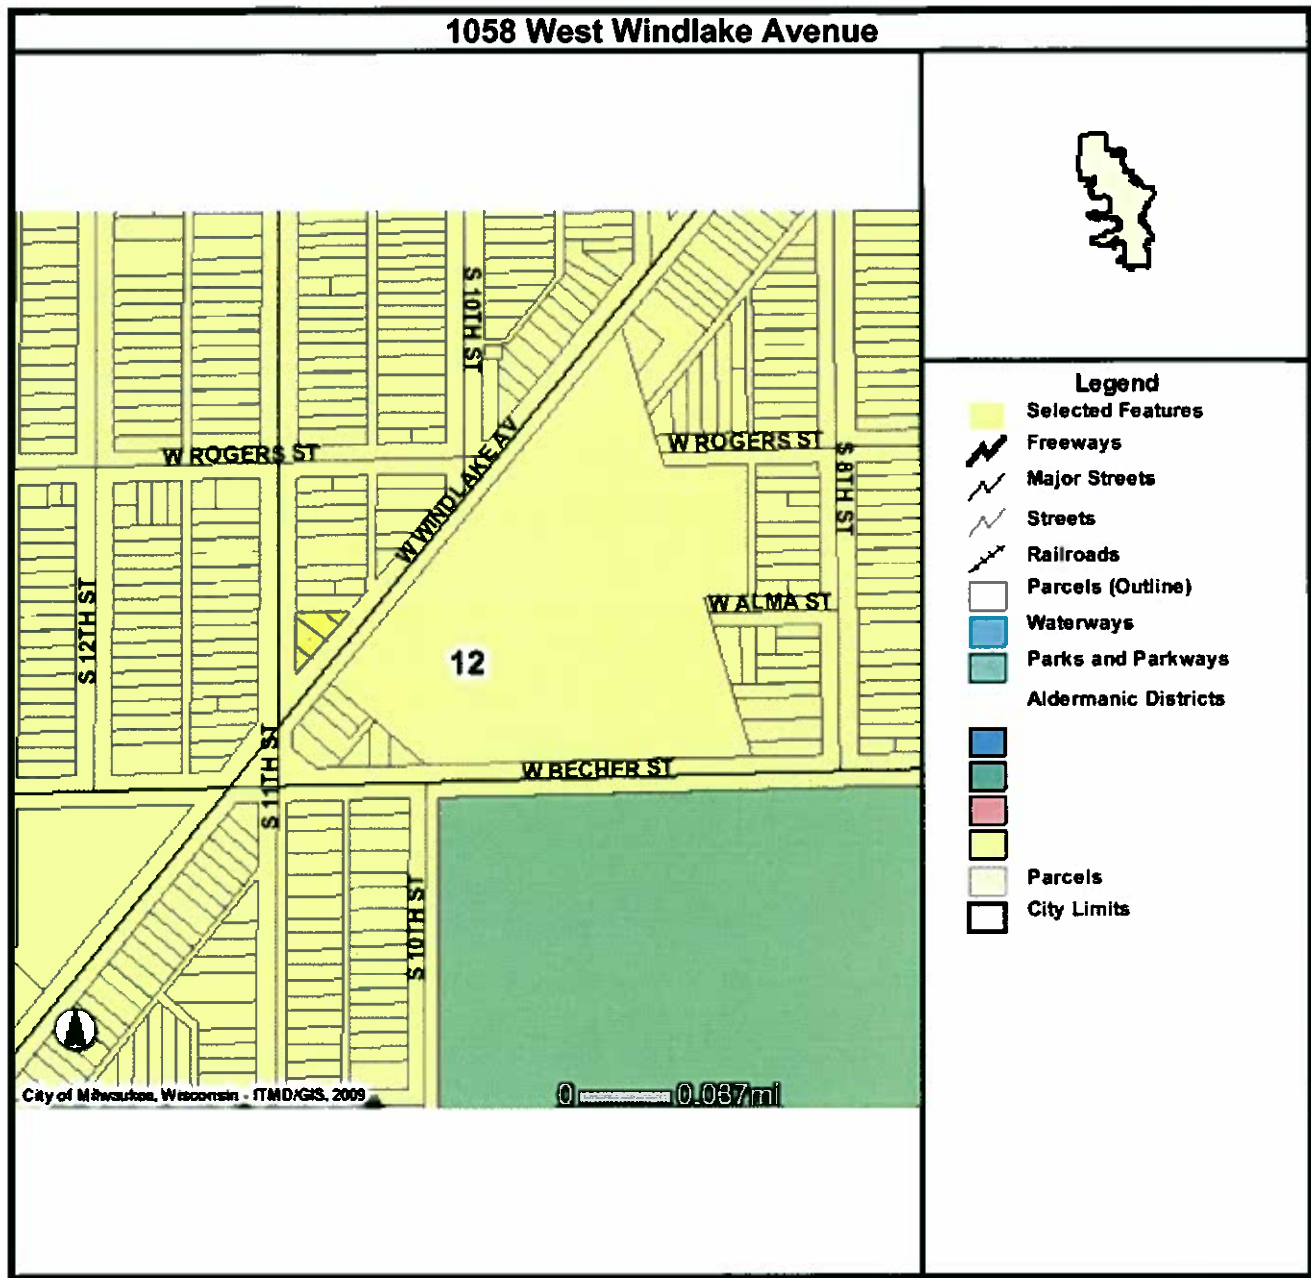 1058 West Windlake Avenue
S 10TH ST
W WINDLAKE AV
W ROGERS ST
W ROGERS ST
S 8TH ST
S 12TH ST
W ALMA ST
12
S 11TH ST
W BECHER ST
S 10TH ST
City of Milwaukee, Wisconsin - ITMD/GIS, 2009
0 0.037mi
Legend
Selected Features
Freeways
Major Streets
Streets
Railroads
Parcels (Outline)
Waterways
Parks and Parkways
Aldermanic Districts
Parcels
City Limits